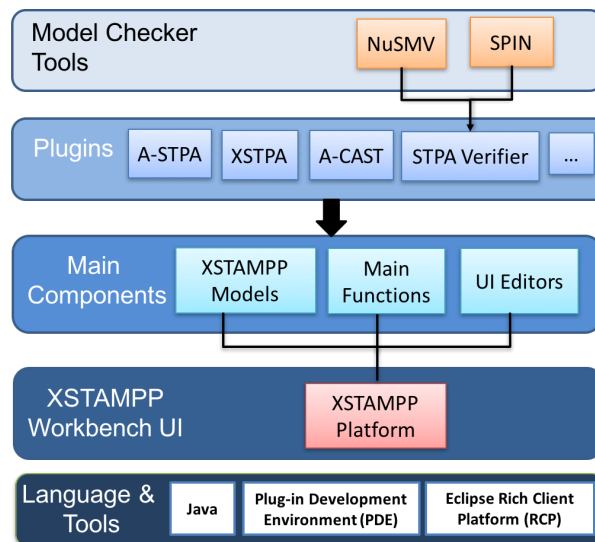 Model Checker
Tools
NuSMV
SPIN
Plugins
A-STPA
XSTPA
A-CAST
STPA Verifier
...
Main
Components
XSTAMPP
Models
Main
Functions
UI Editors
XSTAMPP
Workbench UI
XSTAMPP
Platform
Language &
Tools
Java
Plug-in Development
Environment (PDE)
Eclipse Rich Client
Platform (RCP)